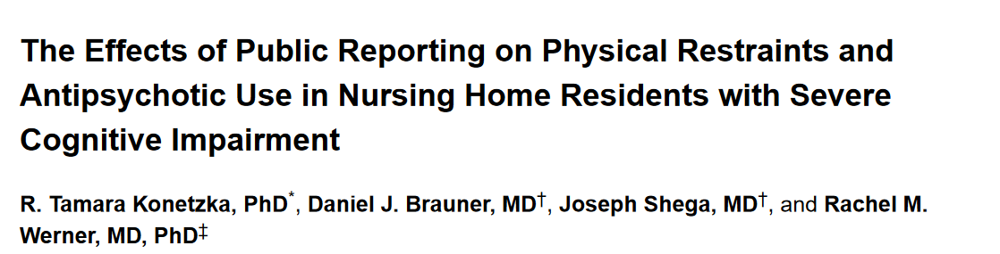 The Effects of Public Reporting on Physical Restraints and
Antipsychotic Use in Nursing Home Residents with Severe
Cognitive Impairment
R. Tamara Konetzka, PhD*, Daniel J. Brauner, MD†, Joseph Shega, MD†, and Rachel M.
Werner, MD, PhD‡